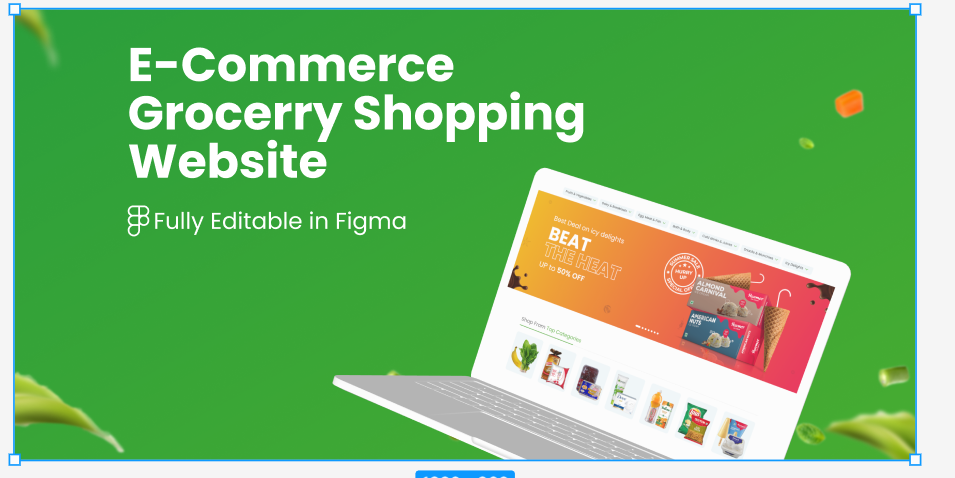 E-Commerce
Grocerry Shopping
Website
Fully Editable in Figma
Best Deal on icy delights
BEAT
THE HEAT
UP to 50% OFF
SUMMER SALE
HURRY
UP
SPECIAL OFFER
ALMOND
CARNIVAL
AMERICAN
NUTS
Shop From Top Categories